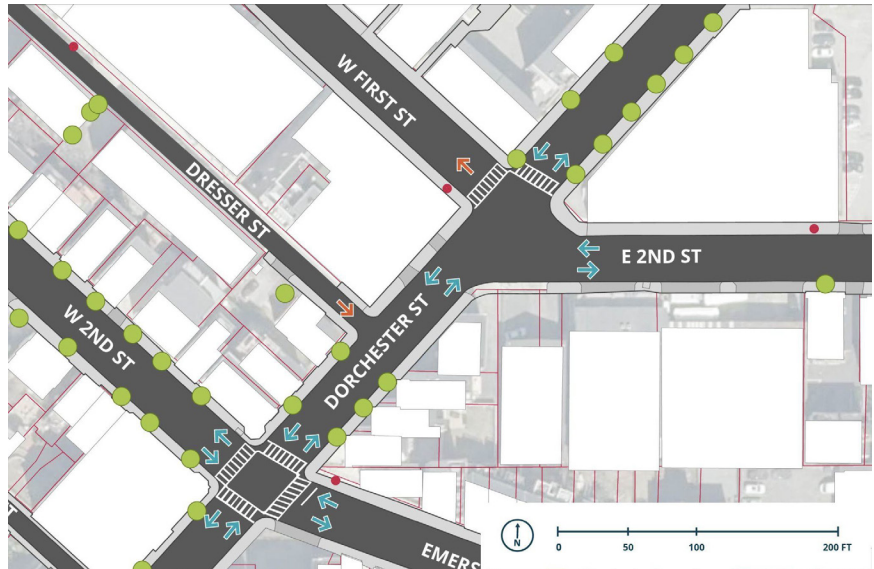 W FIRST ST
DRESSER ST
E 2ND ST
W 2ND ST
DORCHESTER ST
T
EMERS
N
0 50 100 200 FT